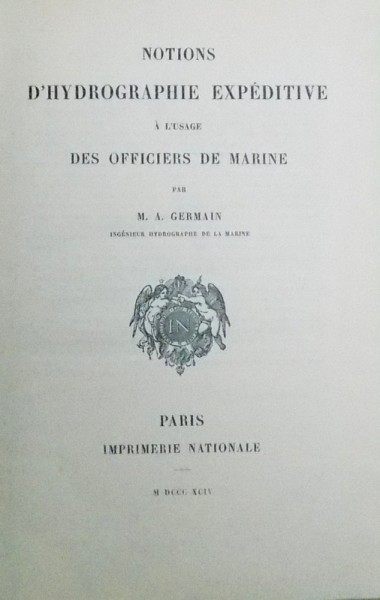 NOTIONS
D'HYDROGRAPHIE EXPÉDITIVE
À L'USAGE
DES OFFICIERS DE MARINE
PAR
M. A. GERMAIN
INGÉNIEUR HYDROGRAPHE DE LA MARINE
IN
PARIS
IMPRIMERIE NATIONALE
M DCCC XCIV